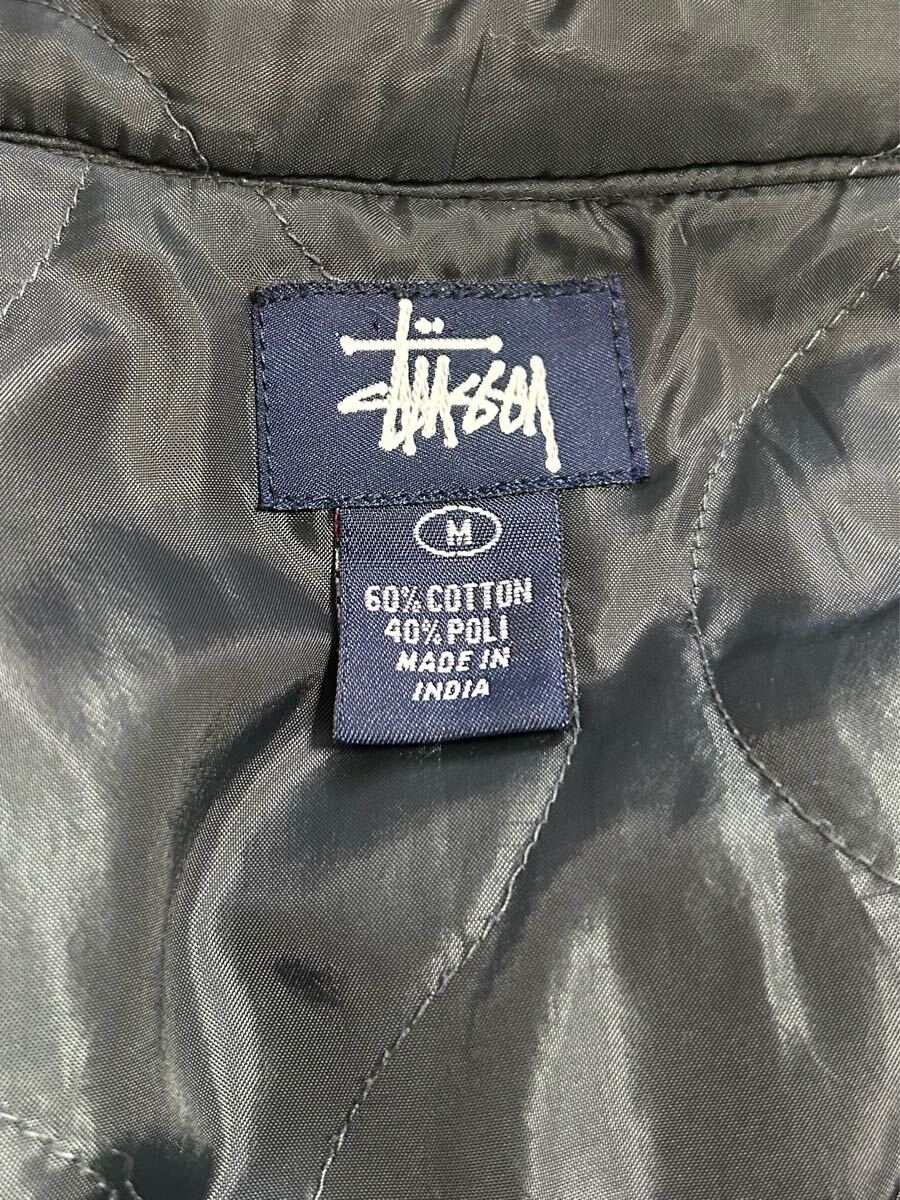 Stüssy
M
60% COTTON
40% POLI
MADE IN
INDIA